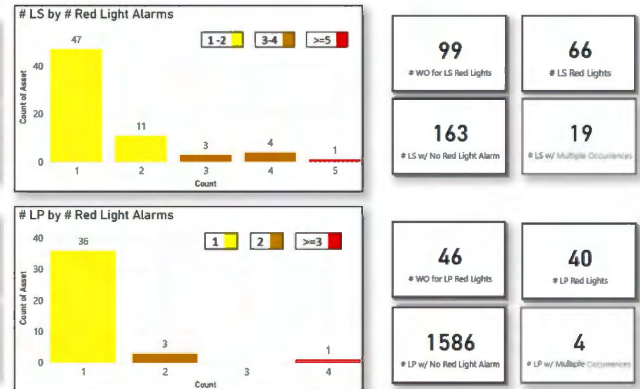 # LS by # Red Light Alarms
1-2 3-4 >=5
47
11
3
4
1
40
20
0
Count of Asset
1 2 3 4 5
Count
99
# WO for LS Red Lights
66
# LS Red Lights
163
# LS w/ No Red Light Alarm
19
# LS w/ Multiple Occurrences
# LP by # Red Light Alarms
1 2 >=3
36
3
1
40
30
20
10
0
Count of Asset
1 2 3 4
Count
46
# WO for LP Red Lights
40
# LP Red Lights
1586
# LP w/ No Red Light Alarm
4
# LP w/ Multiple Occurrences